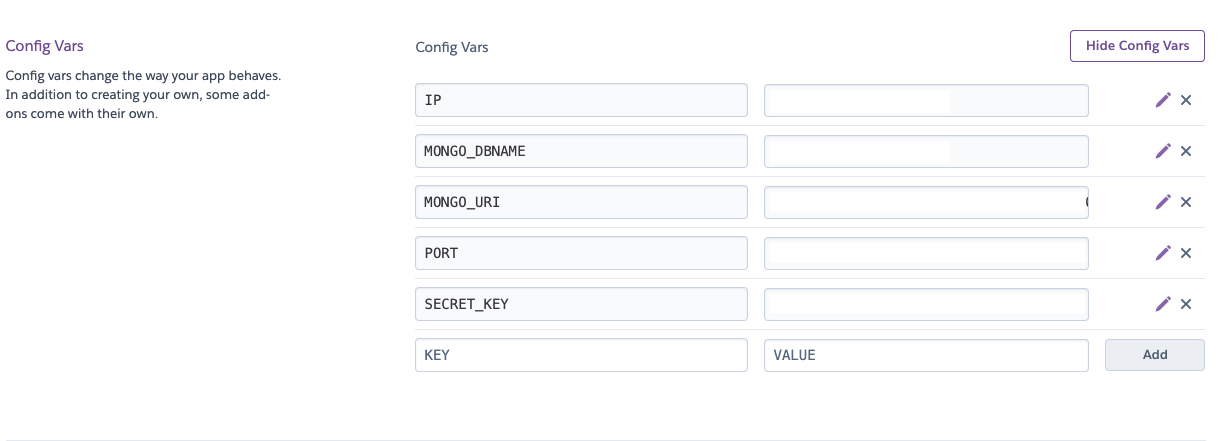 Config Vars
Config vars change the way your app behaves.
In addition to creating your own, some add-
ons come with their own.
Config Vars
Hide Config Vars
IP
MONGO_DBNAME
MONGO_URI
PORT
SECRET_KEY
KEY VALUE Add